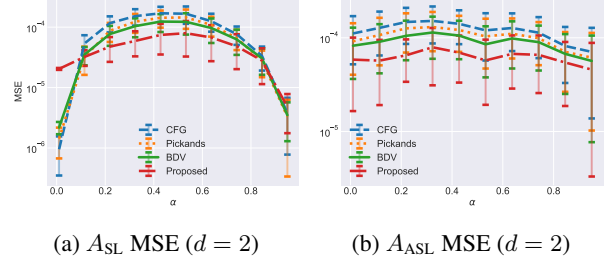 10⁻⁴
10⁻⁵
10⁻⁶
MSE
CFG
Pickands
BDV
Proposed
0.0 0.2 0.4 0.6 0.8
α
10⁻⁴
10⁻⁵
CFG
Pickands
BDV
Proposed
0.0 0.2 0.4 0.6 0.8
α
(a) A_SL MSE (d = 2)
(b) A_ASL MSE (d = 2)